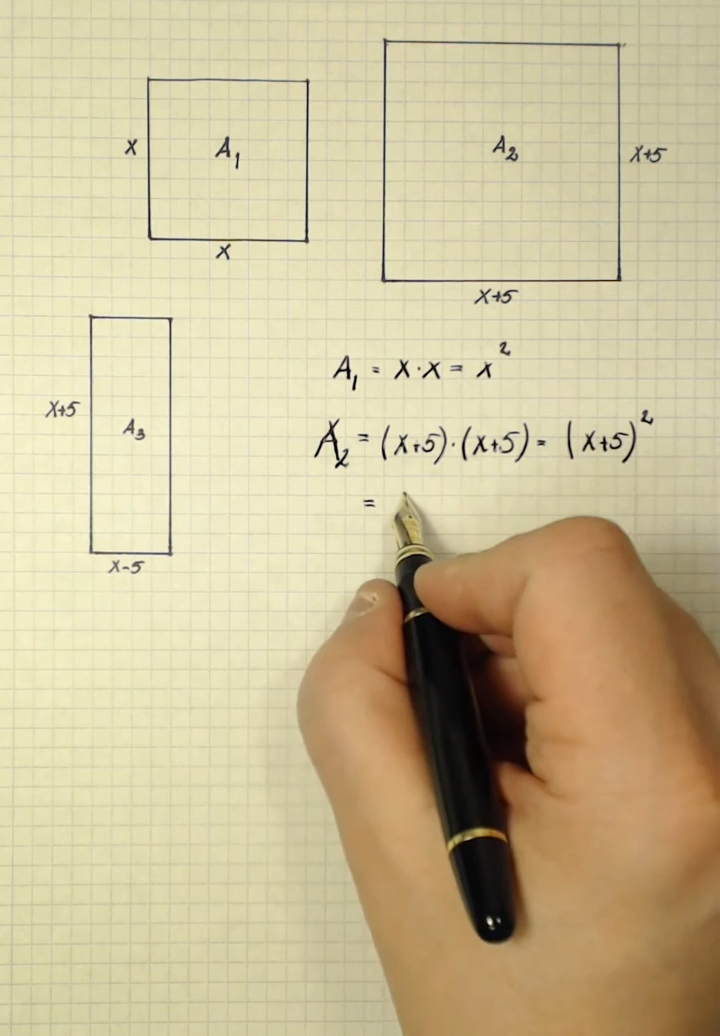 x
A₁
x
A₂
x+5
x+5
x+5
A₃
x-5
A₁ = x·x = x²
A₂ = (x+5)·(x+5) = (x+5)²
=